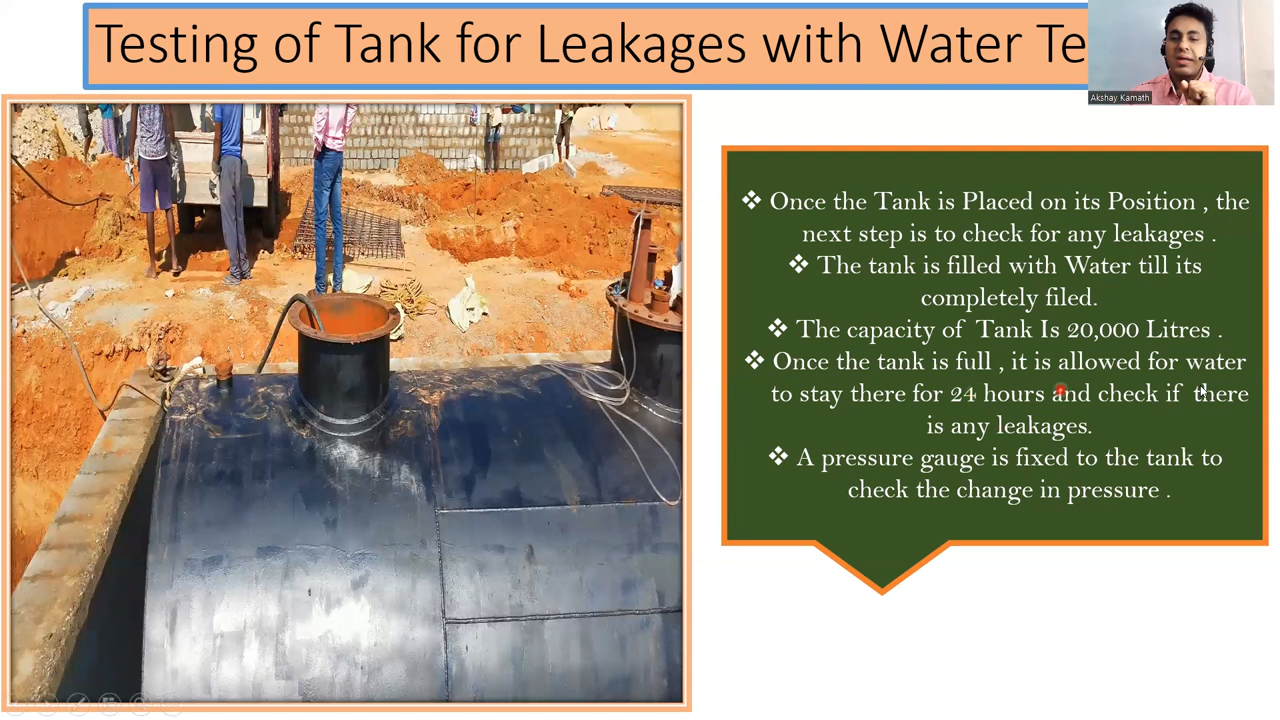 Testing of Tank for Leakages with Water Te
Akshay Kamath
❖ Once the Tank is Placed on its Position , the
next step is to check for any leakages .
❖ The tank is filled with Water till its
completely filed.
❖ The capacity of Tank Is 20,000 Litres .
❖ Once the tank is full , it is allowed for water
to stay there for 24 hours and check if there
is any leakages.
❖ A pressure gauge is fixed to the tank to
check the change in pressure .